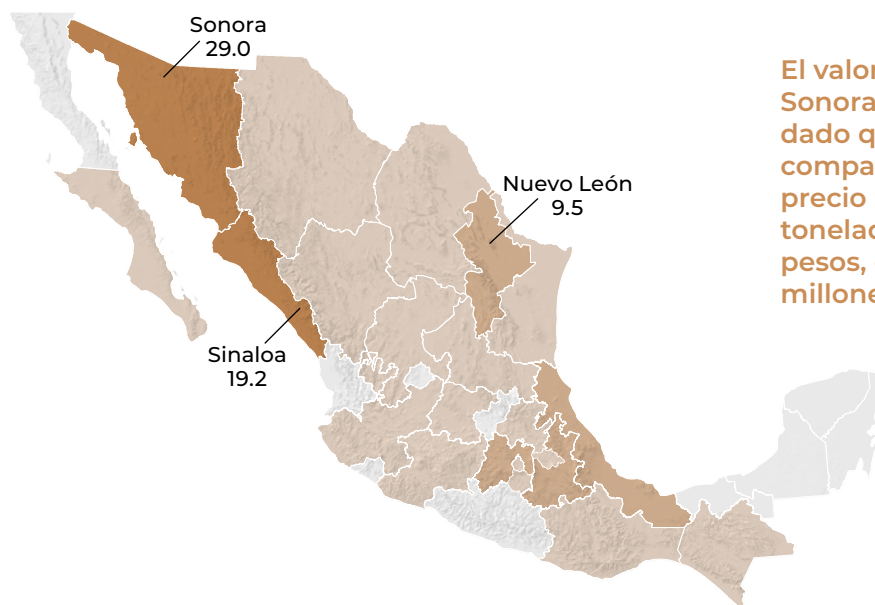 Sonora
29.0
El valor
Sonora
dado q
compa
precio
tonelad
pesos,
millone
Nuevo León
9.5
Sinaloa
19.2